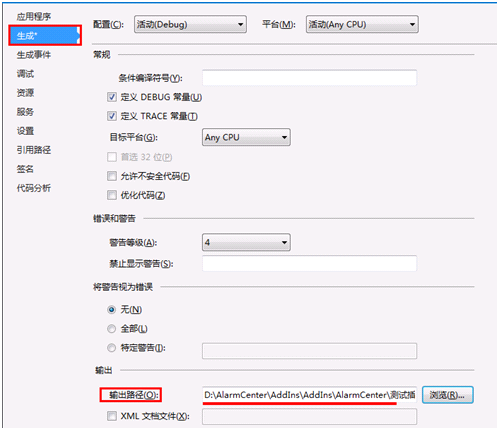 应用程序
生成*
生成事件
调试
资源
服务
设置
引用路径
签名
代码分析
配置(C): 活动(Debug) 平台(M): 活动(Any CPU)
常规
条件编译符号(Y):
定义 DEBUG 常量(U)
定义 TRACE 常量(T)
目标平台(G): Any CPU
首选 32 位(P)
允许不安全代码(F)
优化代码(Z)
错误和警告
警告等级(A): 4
禁止显示警告(S):
将警告视为错误
无(N)
全部(L)
特定警告(I):
输出
输出路径(O): D:\AlarmCenter\AddIns\AddIns\AlarmCenter\测试插 浏览(R)...
XML 文档文件(X):